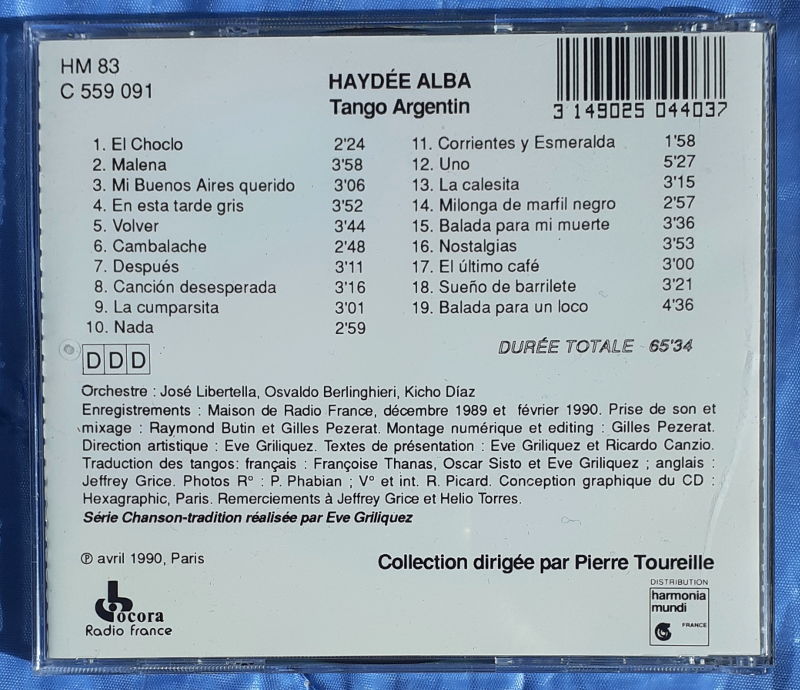 HM 83
C 559 091
HAYDÉE ALBA
Tango Argentin
3 149025 044037
1. El Choclo 2'24
2. Malena 3'58
3. Mi Buenos Aires querido 3'06
4. En esta tarde gris 3'52
5. Volver 3'44
6. Cambalache 2'48
7. Después 3'11
8. Canción desesperada 3'16
9. La cumparsita 3'01
10. Nada 2'59
11. Corrientes y Esmeralda 1'58
12. Uno 5'27
13. La calesita 3'15
14. Milonga de marfil negro 2'57
15. Balada para mi muerte 3'36
16. Nostalgias 3'53
17. El último café 3'00
18. Sueño de barrilete 3'21
19. Balada para un loco 4'36
DURÉE TOTALE 65'34
DDD
Orchestre : José Libertella, Osvaldo Berlinghieri, Kicho Díaz
Enregistrements : Maison de Radio France, décembre 1989 et février 1990. Prise de son et
mixage : Raymond Butin et Gilles Pezerat. Montage numérique et editing : Gilles Pezerat.
Direction artistique : Eve Griliquez. Textes de présentation : Eve Griliquez et Ricardo Canzio.
Traduction des tangos: français : Françoise Thanas, Oscar Sisto et Eve Griliquez ; anglais :
Jeffrey Grice. Photos Rº : P. Phabian ; Vº et int. R. Picard. Conception graphique du CD :
Hexagraphic, Paris. Remerciements à Jeffrey Grice et Helio Torres.
Série Chanson-tradition réalisée par Eve Griliquez
℗ avril 1990, Paris
Collection dirigée par Pierre Toureille
ocora
Radio france
DISTRIBUTION
harmonia
mundi
FRANCE